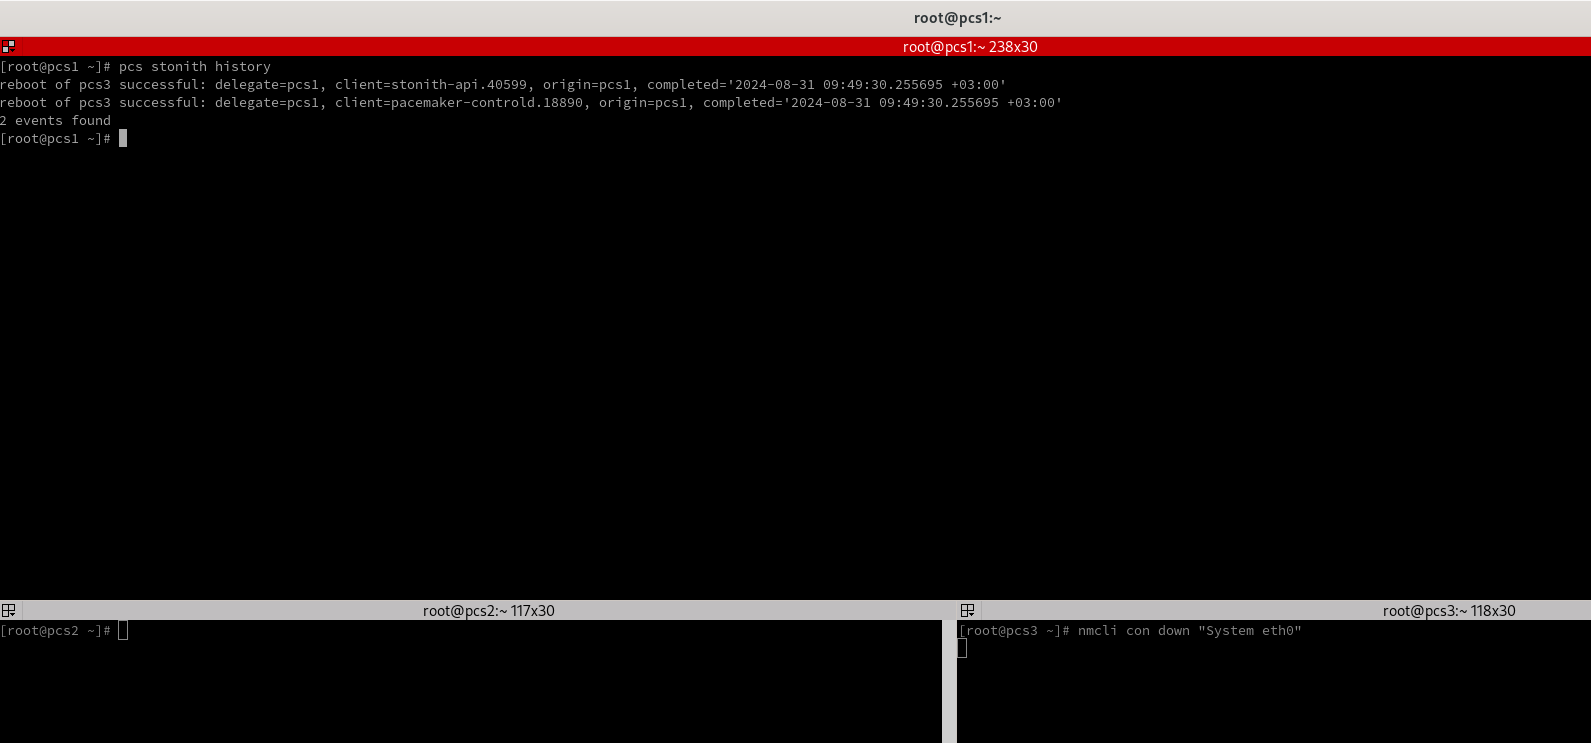 root@pcs1:~
root@pcs1:~ 238x30
[root@pcs1 ~]# pcs stonith history
reboot of pcs3 successful: delegate=pcs1, client=stonith-api.40599, origin=pcs1, completed='2024-08-31 09:49:30.255695 +03:00'
reboot of pcs3 successful: delegate=pcs1, client=pacemaker-controld.18890, origin=pcs1, completed='2024-08-31 09:49:30.255695 +03:00'
2 events found
[root@pcs1 ~]#
root@pcs2:~ 117x30
[root@pcs2 ~]#
root@pcs3:~ 118x30
[root@pcs3 ~]# nmcli con down "System eth0"